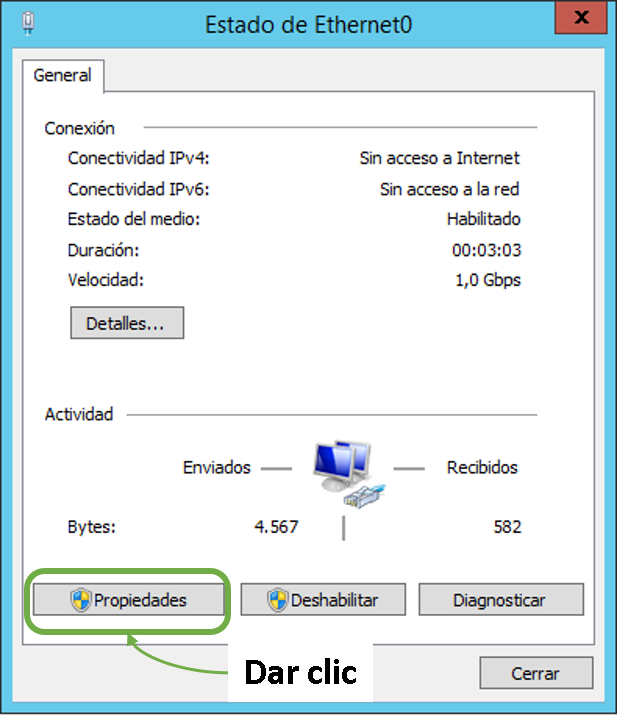 Estado de Ethernet0
x
General
Conexión
Conectividad IPv4: Sin acceso a Internet
Conectividad IPv6: Sin acceso a la red
Estado del medio: Habilitado
Duración: 00:03:03
Velocidad: 1,0 Gbps
Detalles...
Actividad
Enviados Recibidos
Bytes: 4.567 582
Propiedades Deshabilitar Diagnosticar
Dar clic
Cerrar